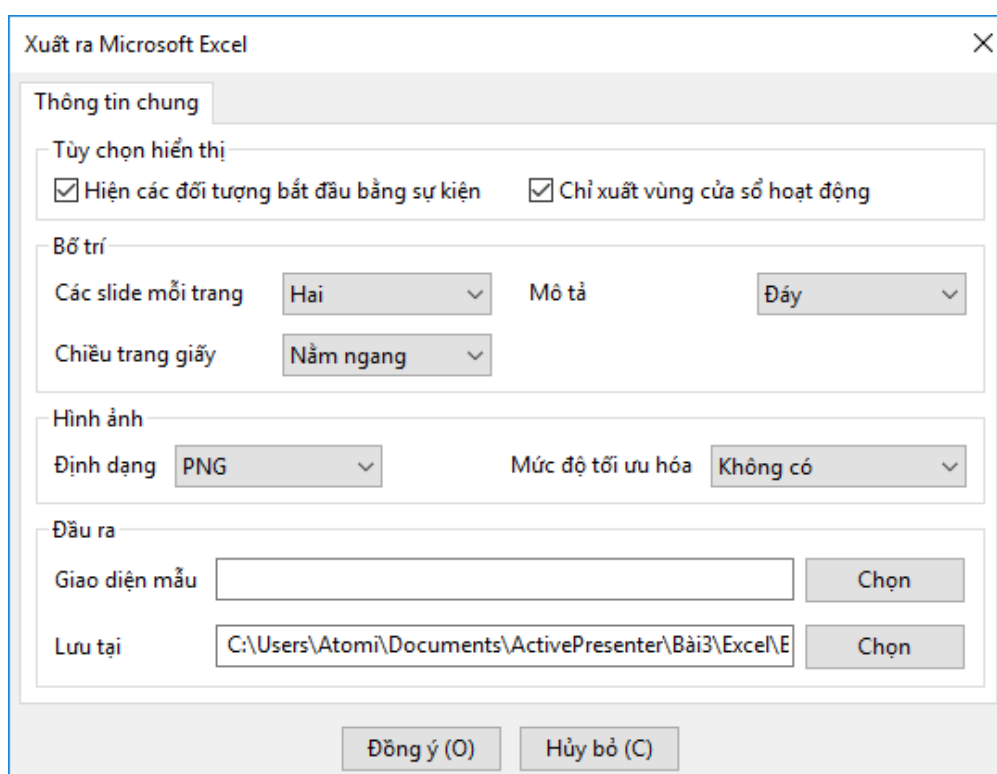 Xuất ra Microsoft Excel
Thông tin chung
Tùy chọn hiển thị
Hiện các đối tượng bắt đầu bằng sự kiện Chỉ xuất vùng cửa sổ hoạt động
Bố trí
Các slide mỗi trang Hai Mô tả Đáy
Chiều trang giấy Nằm ngang
Hình ảnh
Định dạng PNG Mức độ tối ưu hóa Không có
Đầu ra
Giao diện mẫu Chọn
Lưu tại C:\Users\Atomi\Documents\ActivePresenter\Bài3\Excel\E Chọn
Đồng ý (O) Hủy bỏ (C)